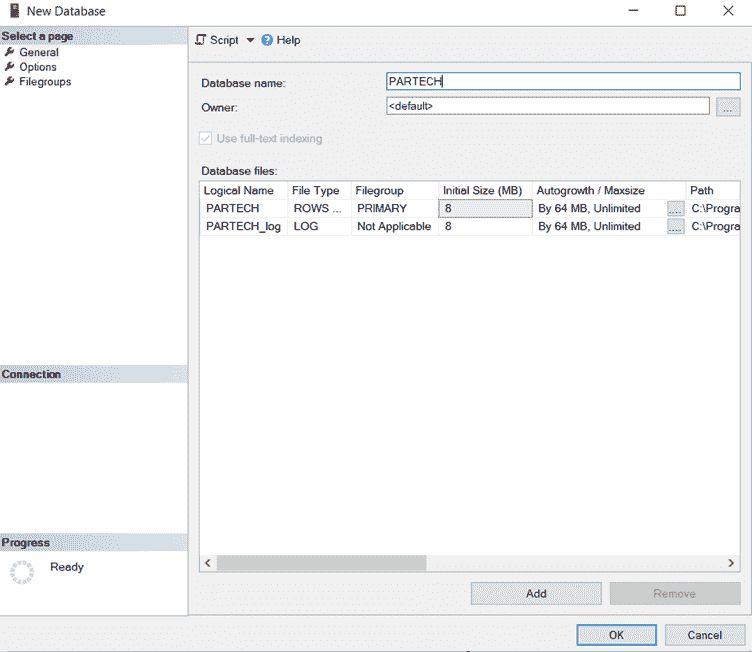 New Database
Select a page
General
Options
Filegroups
Script Help
Database name: PARTECH
Owner: <default> ...
Use full-text indexing
Database files:
Logical Name File Type Filegroup Initial Size (MB) Autogrowth / Maxsize Path
PARTECH ROWS ... PRIMARY 8 By 64 MB, Unlimited .... C:\Progra
PARTECH_log LOG Not Applicable 8 By 64 MB, Unlimited .... C:\Progra
Connection
Progress
Ready
Add Remove
OK Cancel